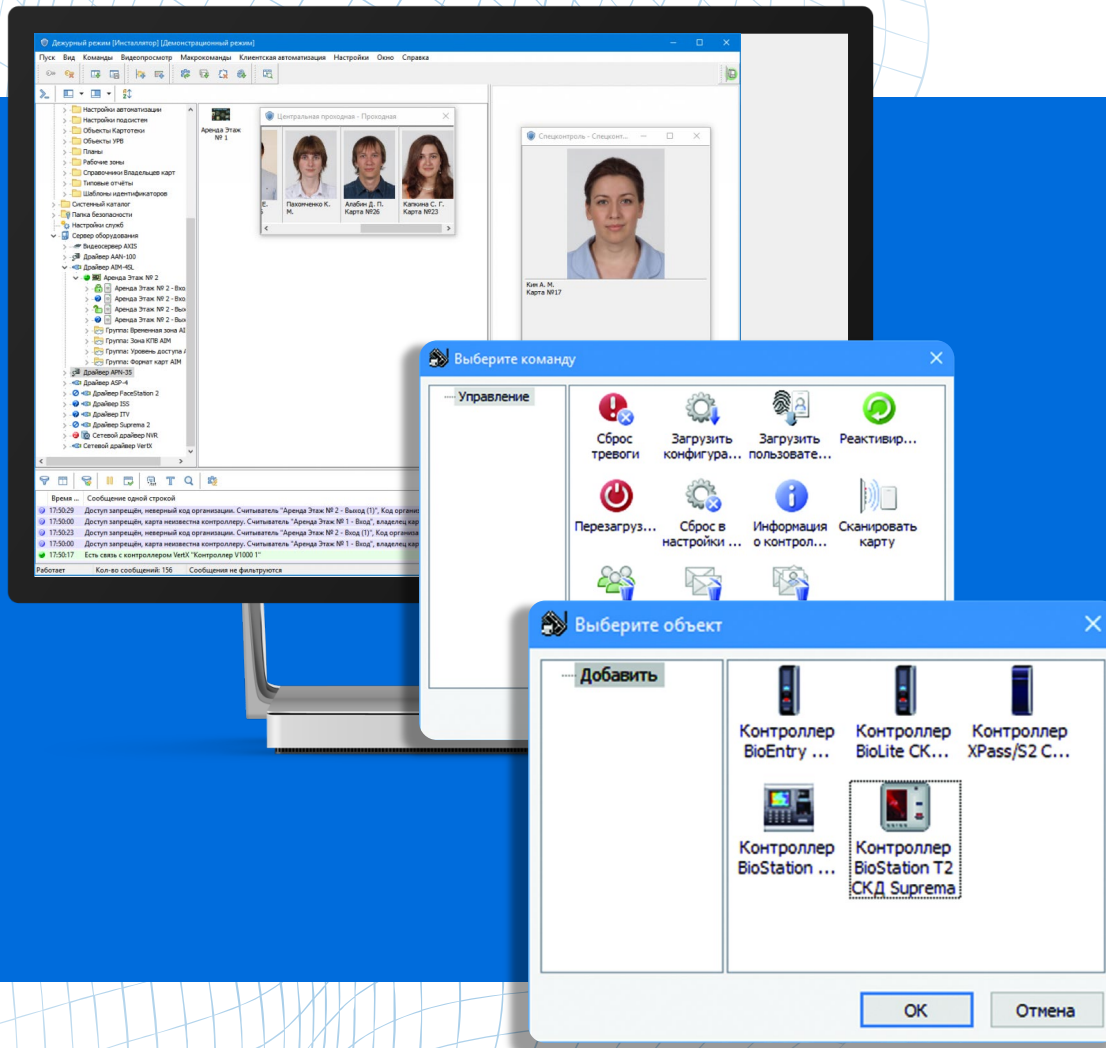 Дежурный режим [Инсталлятор] [Демонстрационный режим]
Пуск Вид Команды Видеопросмотр Макрокоманды Клиентская автоматизация Настройки Окно Справка
Настройки автоматизации
Настройки подсистем
Объекты Картотеки
Объекты УРВ
Планы
Рабочие зоны
Справочники Владельцев карт
Типовые отчёты
Шаблоны идентификаторов
Системный каталог
Папка безопасности
Настройки служб
Сервер оборудования
Видеосервер AXIS
Драйвер AAN-100
Драйвер AIM-4SL
Аренда Этаж № 2
Аренда Этаж № 2 - Вхо
Аренда Этаж № 2 - Вхо
Аренда Этаж № 2 - Вых
Аренда Этаж № 2 - Вых
Группа: Временная зона AI
Группа: Зона КПВ AIM
Группа: Уровень доступа
Группа: Формат карт AIM
Драйвер APN-35
Драйвер ASP-4
Драйвер FaceStation 2
Драйвер ISS
Драйвер ITV
Драйвер Suprema 2
Сетевой драйвер NVR
Сетевой драйвер VertX
Аренда Этаж
№ 1
Центральная проходная - Проходная
Е.
Пахомченко К.
М.
Алабин Д. П.
Карта №26
Капкина С. Г.
Карта №23
Спецконтроль - Спецконт...
Ким А. М.
Карта №17
Время ... Сообщение одной строкой
17:50:29 Доступ запрещён, неверный код организации. Считыватель "Аренда Этаж № 2 - Выход (1)", Код органи
17:50:00 Доступ запрещён, карта неизвестна контроллеру. Считыватель "Аренда Этаж № 1 - Вход", владелец кар
17:50:23 Доступ запрещён, неверный код организации. Считыватель "Аренда Этаж № 2 - Вход (1)", Код организа
17:50:00 Доступ запрещён, карта неизвестна контроллеру. Считыватель "Аренда Этаж № 1 - Вход", владелец кар
17:50:17 Есть связь с контроллером VertX "Контроллер V1000 1"
Работает Кол-во сообщений: 156 Сообщения не фильтруются
Выберите команду
Управление
Сброс
тревоги
Загрузить
конфигура...
Загрузить
пользовате...
Реактивир...
Перезагруз...
Сброс в
настройки ...
Информация
о контрол...
Сканировать
карту
Выберите объект
Добавить
Контроллер
BioEntry ...
Контроллер
BioLite СК...
Контроллер
XPass/S2 С...
Контроллер
BioStation ...
Контроллер
BioStation T2
СКД Suprema
OK
Отмена